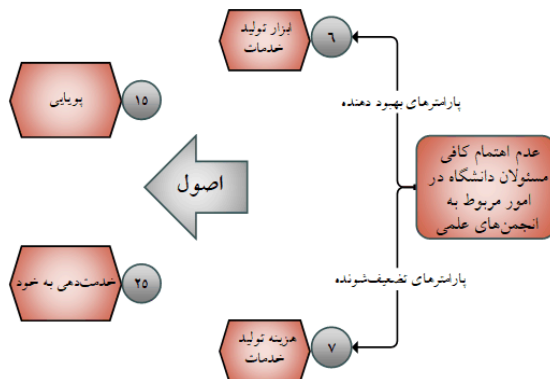 عدم اهتمام کافی
مسئولان دانشگاه در
امور مربوط به
انجمن‌های علمی
پارامترهای بهبود دهنده
۶
ابزار تولید
خدمات
پارامترهای تضعیف‌شونده
۷
هزینه تولید
خدمات
اصول
۱۵
پویایی
۲۵
خدمت‌دهی به خود